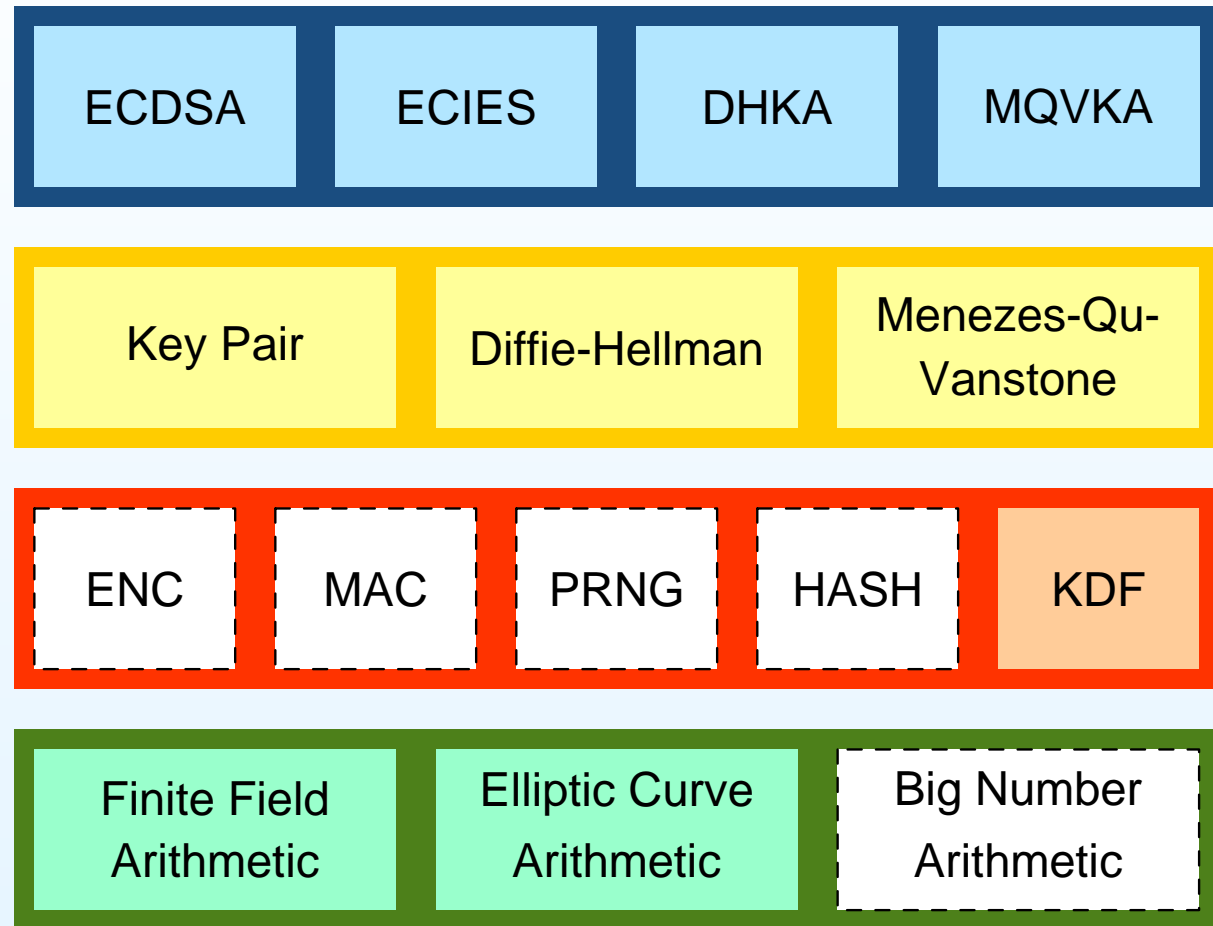 ECDSA
ECIES
DHKA
MQVKA
Key Pair
Diffie-Hellman
Menezes-Qu-
Vanstone
ENC
MAC
PRNG
HASH
KDF
Finite Field
Arithmetic
Elliptic Curve
Arithmetic
Big Number
Arithmetic